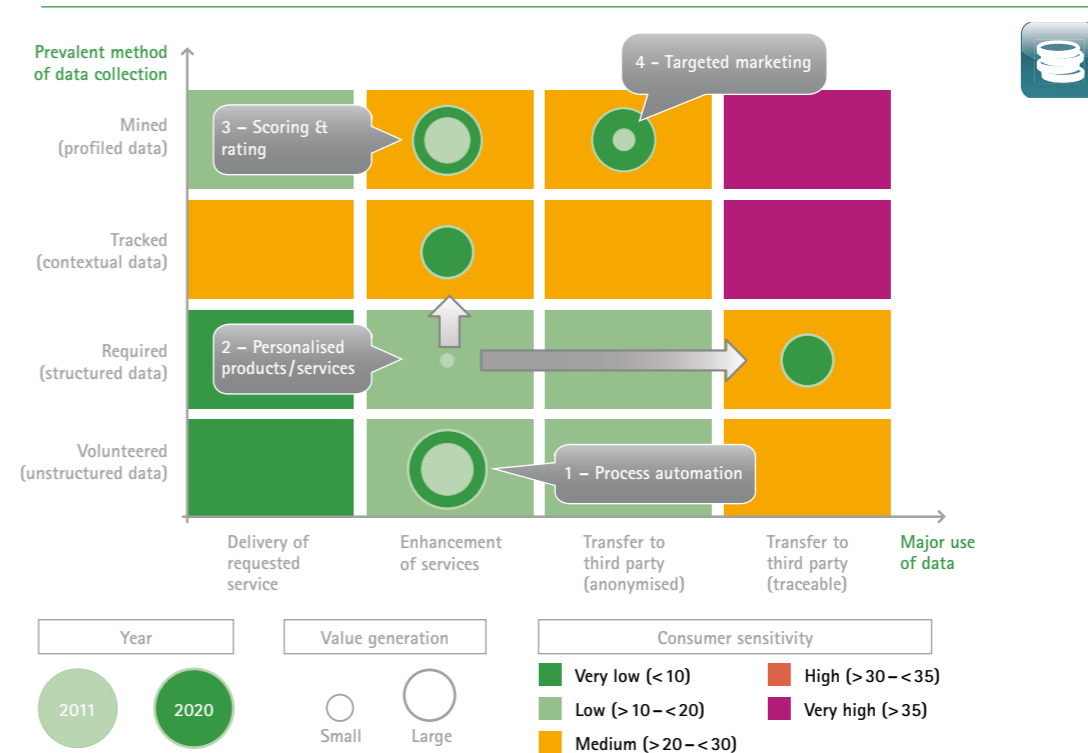 Prevalent method
of data collection
4 – Targeted marketing
Mined
(profiled data)
3 – Scoring &
rating
Tracked
(contextual data)
Required
(structured data)
2 – Personalised
products/services
Volunteered
(unstructured data)
1 – Process automation
Delivery of
requested
service
Enhancement
of services
Transfer to
third party
(anonymised)
Transfer to
third party
(traceable)
Major use
of data
Year
Value generation
Consumer sensitivity
2011
2020
Small
Large
Very low (<10)
Low (>10–<20)
Medium (>20–<30)
High (>30–<35)
Very high (>35)